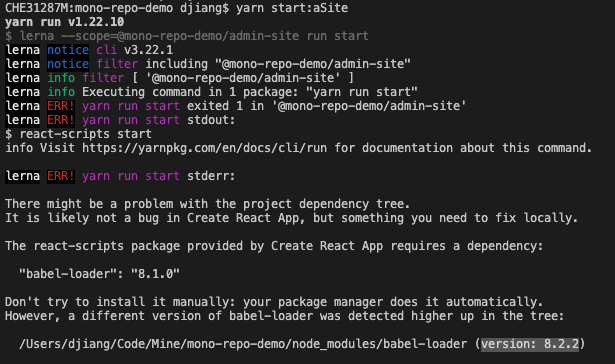 CHE31287M:mono-repo-demo djiang$ yarn start:aSite
yarn run v1.22.10
$ lerna --scope=@mono-repo-demo/admin-site run start
lerna notice cli v3.22.1
lerna notice filter including "@mono-repo-demo/admin-site"
lerna info filter [ '@mono-repo-demo/admin-site' ]
lerna info Executing command in 1 package: "yarn run start"
lerna ERR! yarn run start exited 1 in '@mono-repo-demo/admin-site'
lerna ERR! yarn run start stdout:
$ react-scripts start
info Visit https://yarnpkg.com/en/docs/cli/run for documentation about this command.
lerna ERR! yarn run start stderr:
There might be a problem with the project dependency tree.
It is likely not a bug in Create React App, but something you need to fix locally.
The react-scripts package provided by Create React App requires a dependency:
"babel-loader": "8.1.0"
Don't try to install it manually: your package manager does it automatically.
However, a different version of babel-loader was detected higher up in the tree:
/Users/djiang/Code/Mine/mono-repo-demo/node_modules/babel-loader (version: 8.2.2)